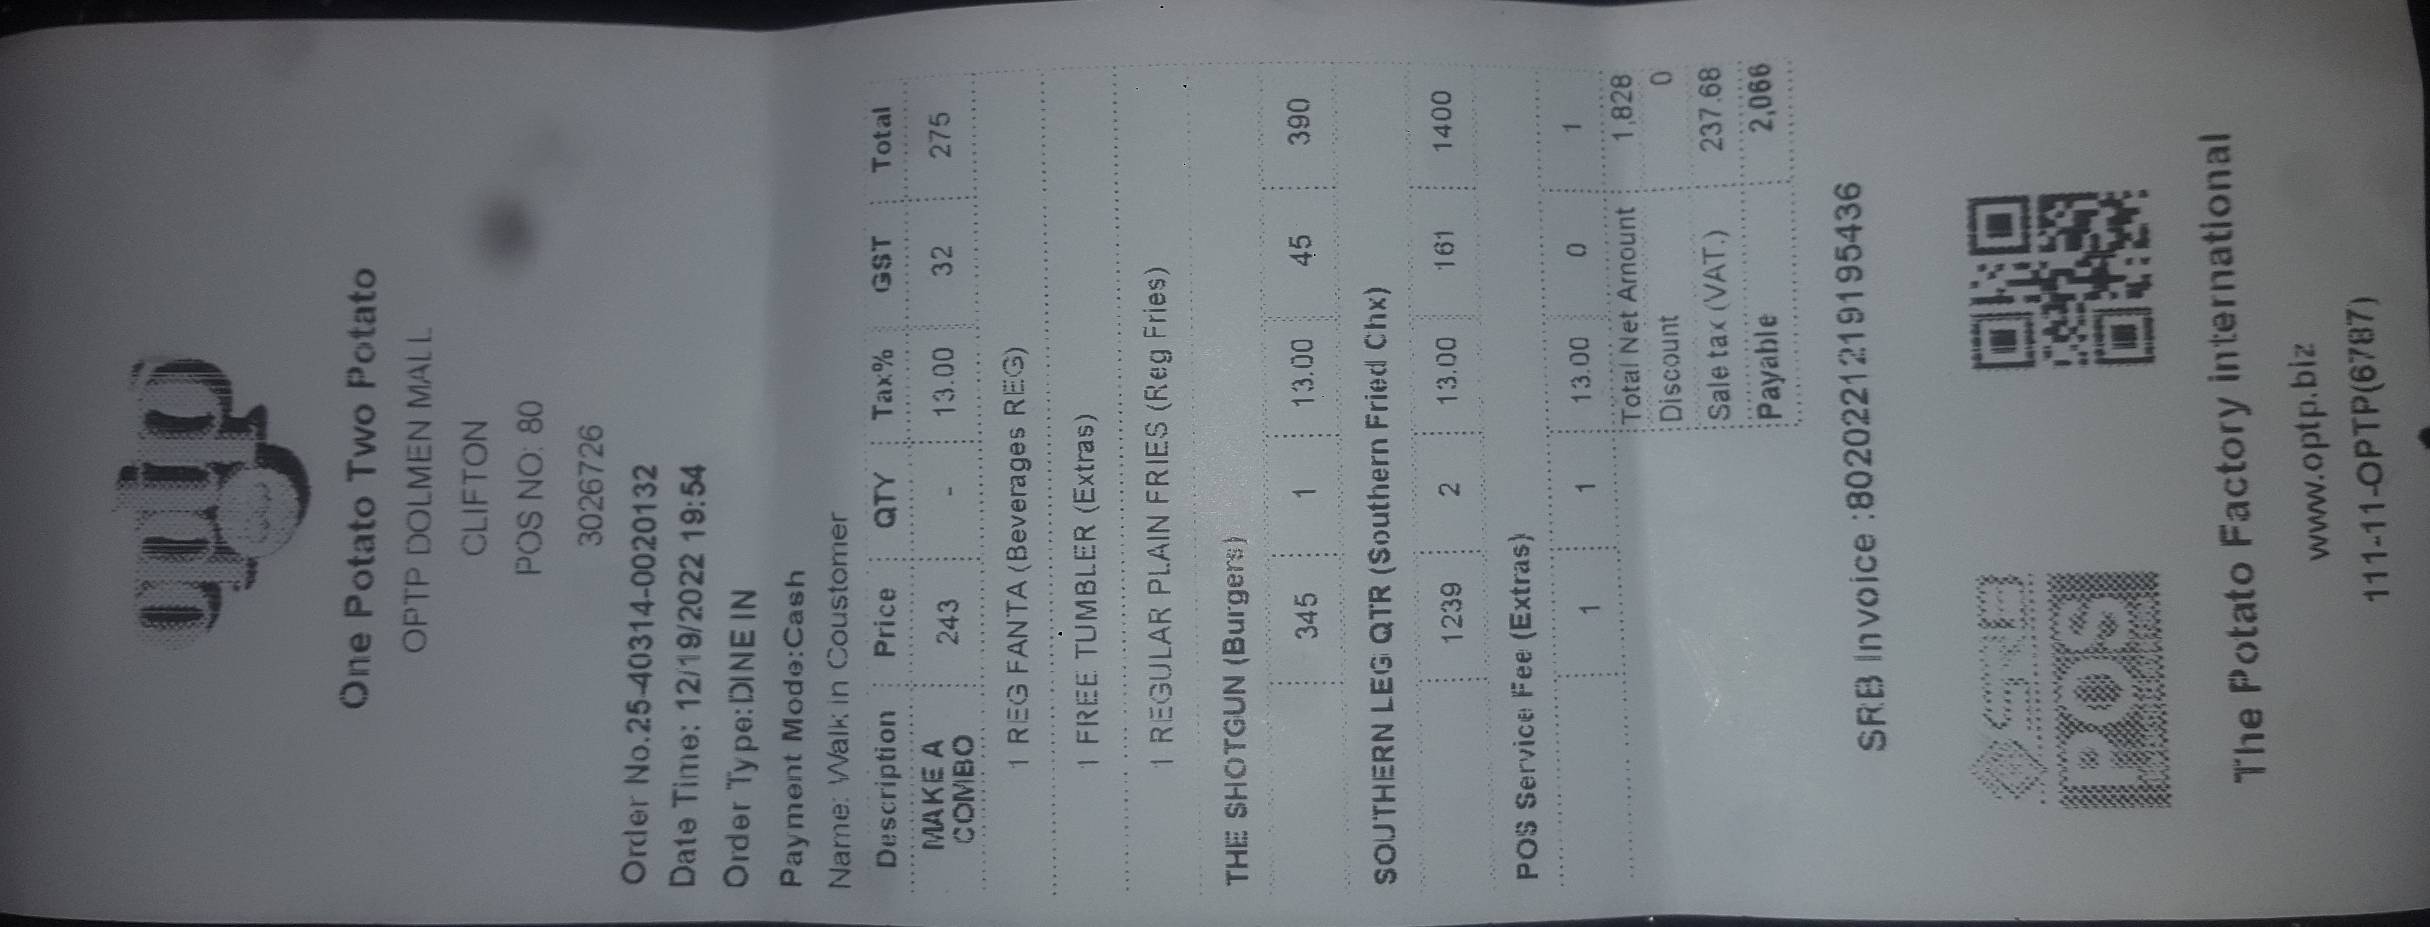 optp
One Potato Two Potato
OPTP DOLMEN MALL
CLIFTON
POS NO: 80
3026726
Order No.25-40314-0020132
Date Time: 12/19/2022 19:54
Order Type:DINE IN
Payment Mode:Cash
Name: Walk in Coustomer
Description Price QTY Tax% GST Total
MAKE A COMBO 243 - 13.00 32 275
1 REG FANTA (Beverages REG)
1 FREE TUMBLER (Extras)
1 REGULAR PLAIN FRIES (Reg Fries)
THE SHOTGUN (Burgers)
345 1 13.00 45 390
SOUTHERN LEG QTR (Southern Fried Chx)
1239 2 13.00 161 1400
POS Service Fee (Extras)
1 1 13.00 0 1
Total Net Amount 1,828
Discount 0
Sale tax (VAT.) 237.68
Payable 2,066
SRB Invoice :8020221219195436
SRB
POS
The Potato Factory international
www.optp.biz
111-11-OPTP(6787)